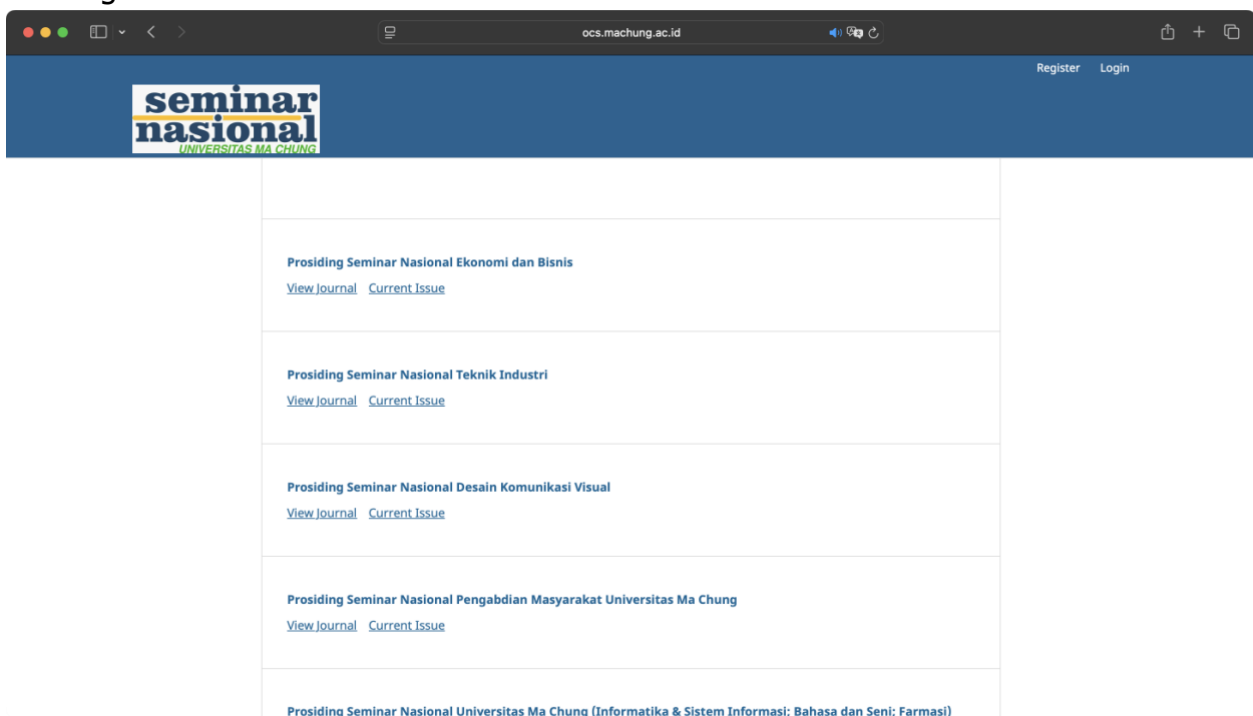 ocs.machung.ac.id
Register Login
seminar
nasional
UNIVERSITAS MA CHUNG
Prosiding Seminar Nasional Ekonomi dan Bisnis
View Journal Current Issue
Prosiding Seminar Nasional Teknik Industri
View Journal Current Issue
Prosiding Seminar Nasional Desain Komunikasi Visual
View Journal Current Issue
Prosiding Seminar Nasional Pengabdian Masyarakat Universitas Ma Chung
View Journal Current Issue
Prosiding Seminar Nasional Universitas Ma Chung (Informatika & Sistem Informasi; Bahasa dan Seni; Farmasi)